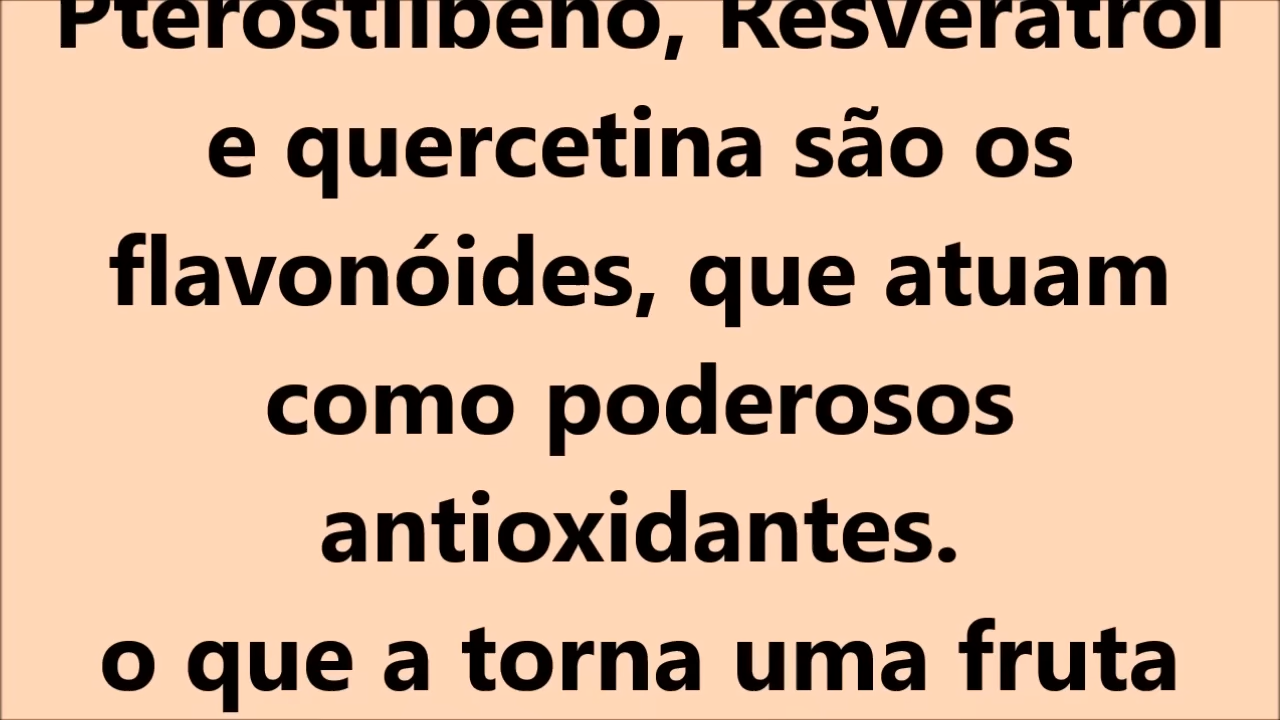 Pterostilbeno, Resveratrol
e quercetina são os
flavonóides, que atuam
como poderosos
antioxidantes.
o que a torna uma fruta